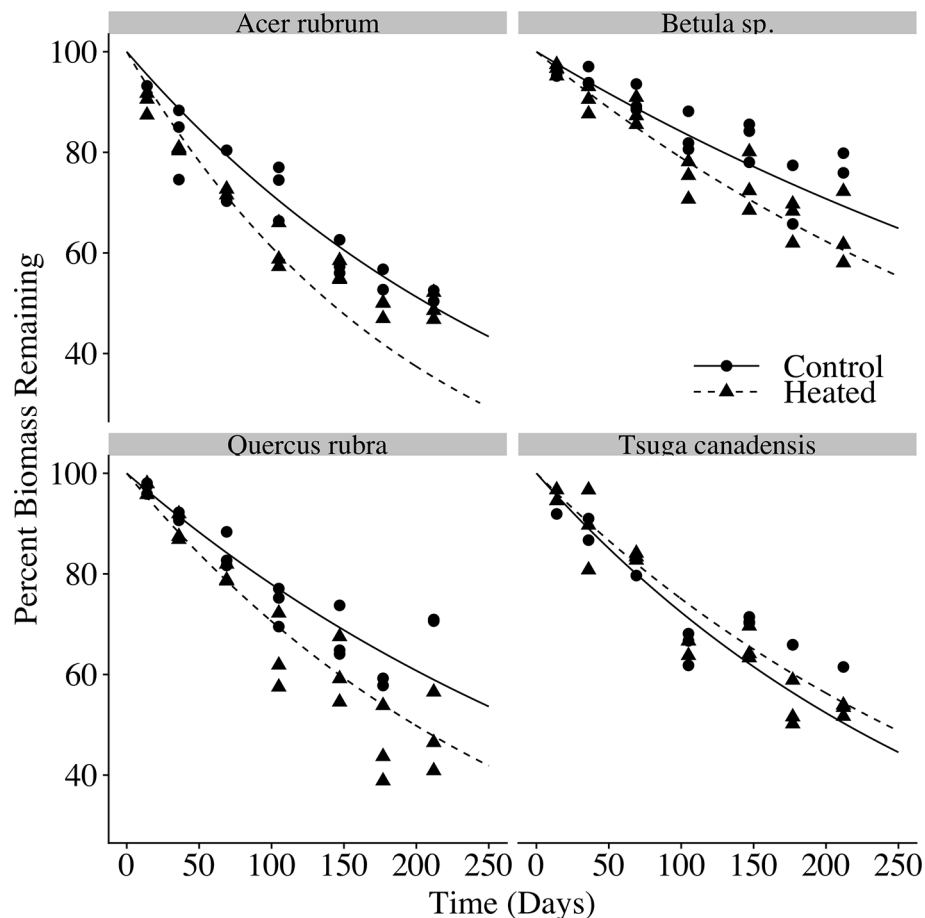 Acer rubrum
Betula sp.
100
80
60
40
Control
Heated
Percent Biomass Remaining
Quercus rubra
Tsuga canadensis
100
80
60
40
0 50 100 150 200 250
0 50 100 150 200 250
Time (Days)